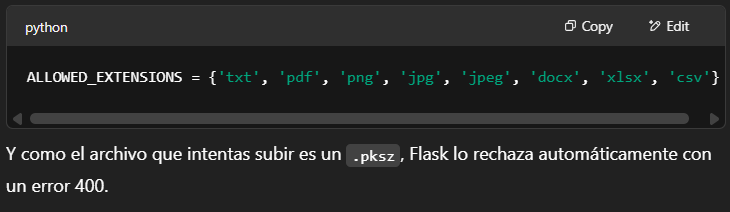 python
Copy
Edit
ALLOWED_EXTENSIONS = {'txt', 'pdf', 'png', 'jpg', 'jpeg', 'docx', 'xlsx', 'csv'}
Y como el archivo que intentas subir es un .pksz, Flask lo rechaza automáticamente con
un error 400.